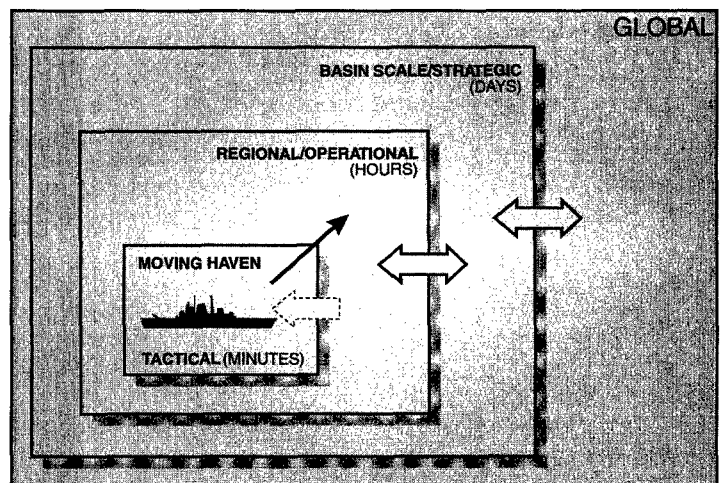 GLOBAL
BASIN SCALE/STRATEGIC
(DAYS)
REGIONAL/OPERATIONAL
(HOURS)
MOVING HAVEN
TACTICAL (MINUTES)